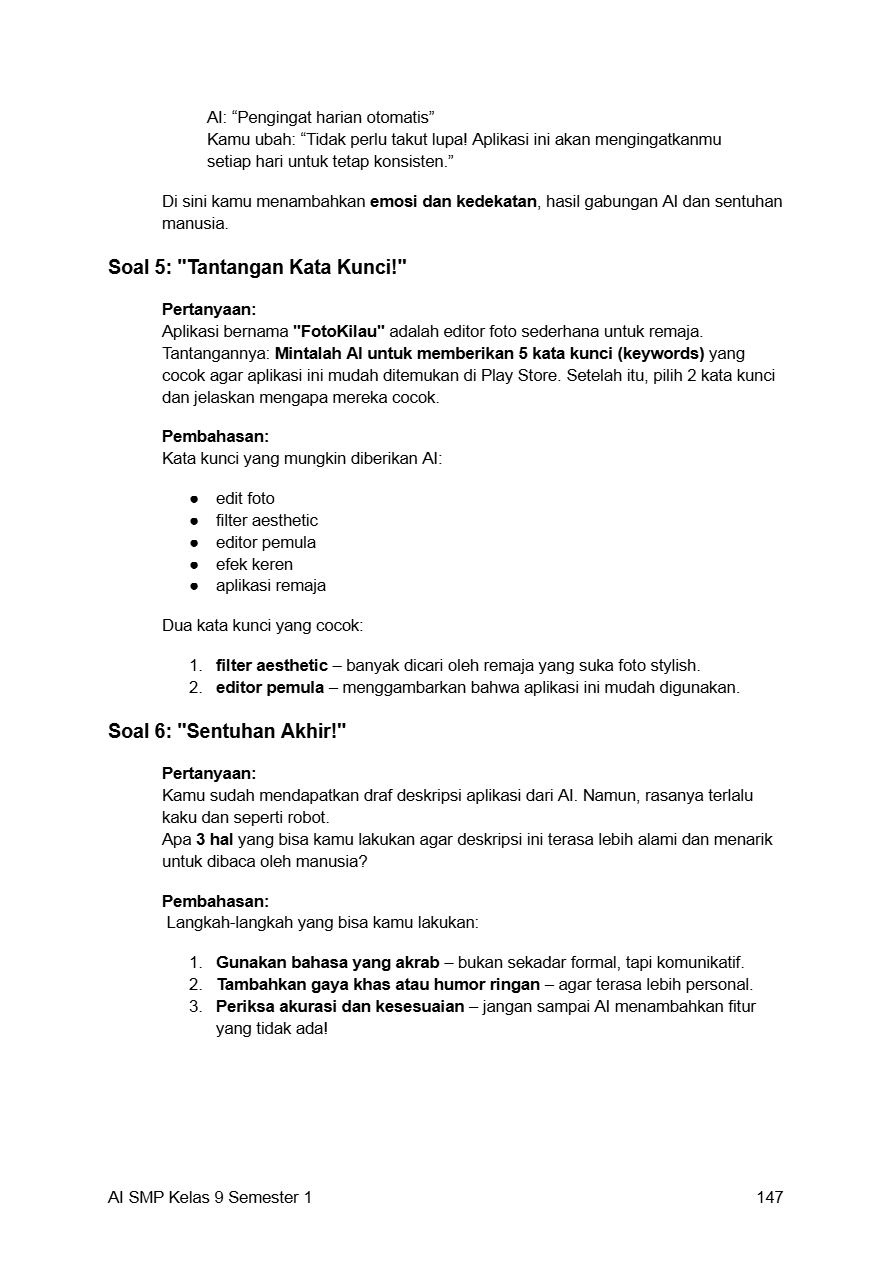 AI: “Pengingat harian otomatis”
Kamu ubah: “Tidak perlu takut lupa! Aplikasi ini akan mengingatkanmu
setiap hari untuk tetap konsisten.”
Di sini kamu menambahkan emosi dan kedekatan, hasil gabungan AI dan sentuhan
manusia.
Soal 5: "Tantangan Kata Kunci!"
Pertanyaan:
Aplikasi bernama "FotoKilau" adalah editor foto sederhana untuk remaja.
Tantangannya: Mintalah AI untuk memberikan 5 kata kunci (keywords) yang
cocok agar aplikasi ini mudah ditemukan di Play Store. Setelah itu, pilih 2 kata kunci
dan jelaskan mengapa mereka cocok.
Pembahasan:
Kata kunci yang mungkin diberikan AI:
● edit foto
● filter aesthetic
● editor pemula
● efek keren
● aplikasi remaja
Dua kata kunci yang cocok:
1. filter aesthetic – banyak dicari oleh remaja yang suka foto stylish.
2. editor pemula – menggambarkan bahwa aplikasi ini mudah digunakan.
Soal 6: "Sentuhan Akhir!"
Pertanyaan:
Kamu sudah mendapatkan draf deskripsi aplikasi dari AI. Namun, rasanya terlalu
kaku dan seperti robot.
Apa 3 hal yang bisa kamu lakukan agar deskripsi ini terasa lebih alami dan menarik
untuk dibaca oleh manusia?
Pembahasan:
Langkah-langkah yang bisa kamu lakukan:
1. Gunakan bahasa yang akrab – bukan sekadar formal, tapi komunikatif.
2. Tambahkan gaya khas atau humor ringan – agar terasa lebih personal.
3. Periksa akurasi dan kesesuaian – jangan sampai AI menambahkan fitur
yang tidak ada!
AI SMP Kelas 9 Semester 1 147